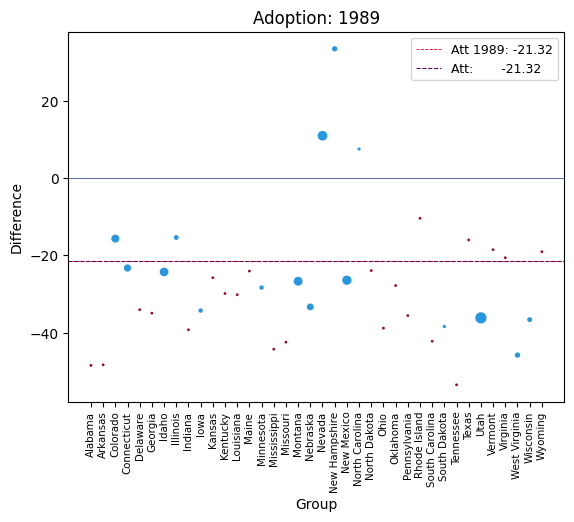 Adoption: 1989
Att 1989: -21.32
Att: -21.32
Difference
20
0
−20
−40
Alabama
Arkansas
Colorado
Connecticut
Delaware
Georgia
Idaho
Illinois
Indiana
Iowa
Kansas
Kentucky
Louisiana
Maine
Minnesota
Mississippi
Missouri
Montana
Nebraska
Nevada
New Hampshire
New Mexico
North Carolina
North Dakota
Ohio
Oklahoma
Pennsylvania
Rhode Island
South Carolina
South Dakota
Tennessee
Texas
Utah
Vermont
Virginia
West Virginia
Wisconsin
Wyoming
Group